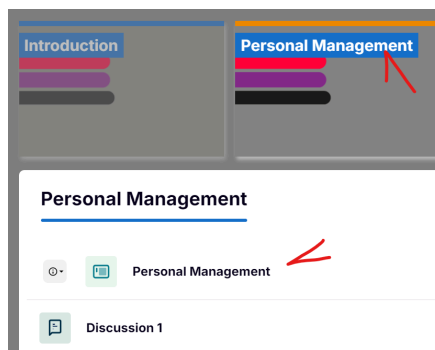 Introduction
Personal Management
Personal Management
Personal Management
Discussion 1